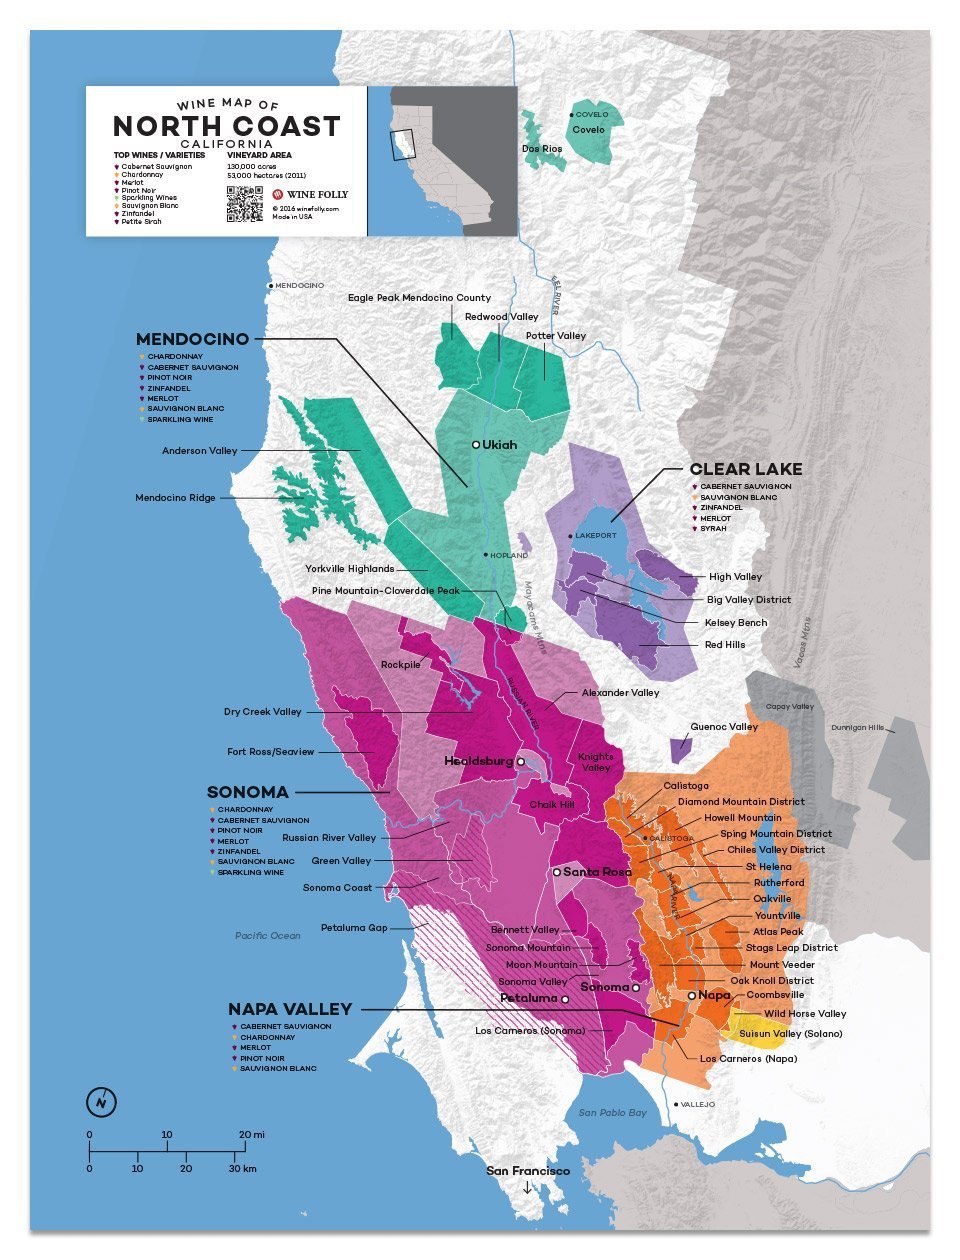 WINE MAP OF
NORTH COAST
CALIFORNIA
TOP WINES / VARIETIES
Cabernet Sauvignon
Chardonnay
Merlot
Pinot Noir
Sparkling Wines
Sauvignon Blanc
Zinfandel
Petite Sirah
VINEYARD AREA
130,000 acres
53,000 hectares (2011)
WINE FOLLY
© 2016 winefolly.com
Made in USA
COVELO
Covelo
Dos Rios
EEL RIVER
MENDOCINO
Eagle Peak Mendocino County
Redwood Valley
Potter Valley
MENDOCINO
CHARDONNAY
CABERNET SAUVIGNON
PINOT NOIR
ZINFANDEL
MERLOT
SAUVIGNON BLANC
SPARKLING WINE
Ukiah
Anderson Valley
Mendocino Ridge
CLEAR LAKE
CABERNET SAUVIGNON
SAUVIGNON BLANC
ZINFANDEL
MERLOT
SYRAH
LAKEPORT
HOPLAND
Yorkville Highlands
Pine Mountain-Cloverdale Peak
Mayacams Mtns
High Valley
Big Valley District
Kelsey Bench
Red Hills
Vacas Mtns
Rockpile
RUSSIAN RIVER
Alexander Valley
Dry Creek Valley
Fort Ross/Seaview
Guenoc Valley
Capay Valley
Dunnigan Hills
Healdsburg
Knights
Valley
SONOMA
CHARDONNAY
CABERNET SAUVIGNON
PINOT NOIR
MERLOT
ZINFANDEL
SAUVIGNON BLANC
SPARKLING WINE
Chalk Hill
Russian River Valley
Green Valley
Sonoma Coast
Petaluma Gap
Pacific Ocean
Santa Rosa
Calistoga
Diamond Mountain District
Howell Mountain
Sping Mountain District
CALISTOGA
Chiles Valley District
St Helena
NAPA RIVER
Rutherford
Oakville
Yountville
Atlas Peak
Stags Leap District
Mount Veeder
Oak Knoll District
Coombsville
Wild Horse Valley
Suisun Valley (Solano)
Los Carneros (Napa)
Bennett Valley
Sonoma Mountain
Moon Mountain
Sonoma Valley
Sonoma
Petaluma
Napa
NAPA VALLEY
CABERNET SAUVIGNON
CHARDONNAY
MERLOT
PINOT NOIR
SAUVIGNON BLANC
Los Carneros (Sonoma)
N
0 10 20 mi
0 10 20 30 km
San Pablo Bay
VALLEJO
San Francisco